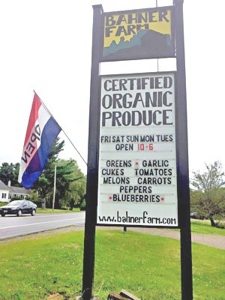 BAHNER
FARM
CERTIFIED
ORGANIC
PRODUCE
FRI SAT SUN MON TUES
OPEN 10-6
GREENS • GARLIC
CUKES TOMATOES
MELONS CARROTS
PEPPERS
•BLUEBERRIES•
www.bahnerfarm.com
OPEN